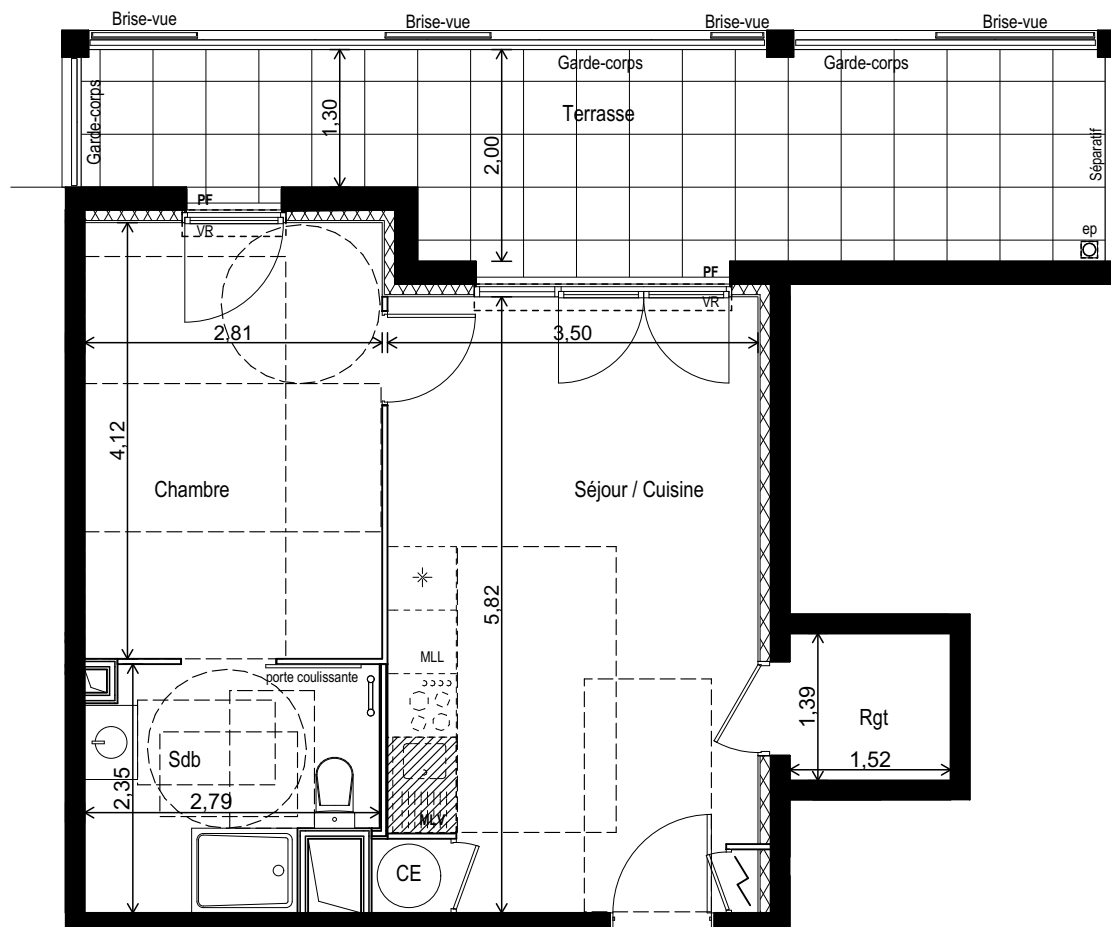 Brise-vue
Brise-vue
Brise-vue
Brise-vue
Garde-corps
Garde-corps
Garde-corps
Terrasse
1,30
2,00
Séparatif
ep
PF
VR
PF
VR
2,81
3,50
4,12
Chambre
Séjour / Cuisine
5,82
MLL
porte coulissante
1,39
Rgt
1,52
Sdb
2,35
2,79
MLV
CE